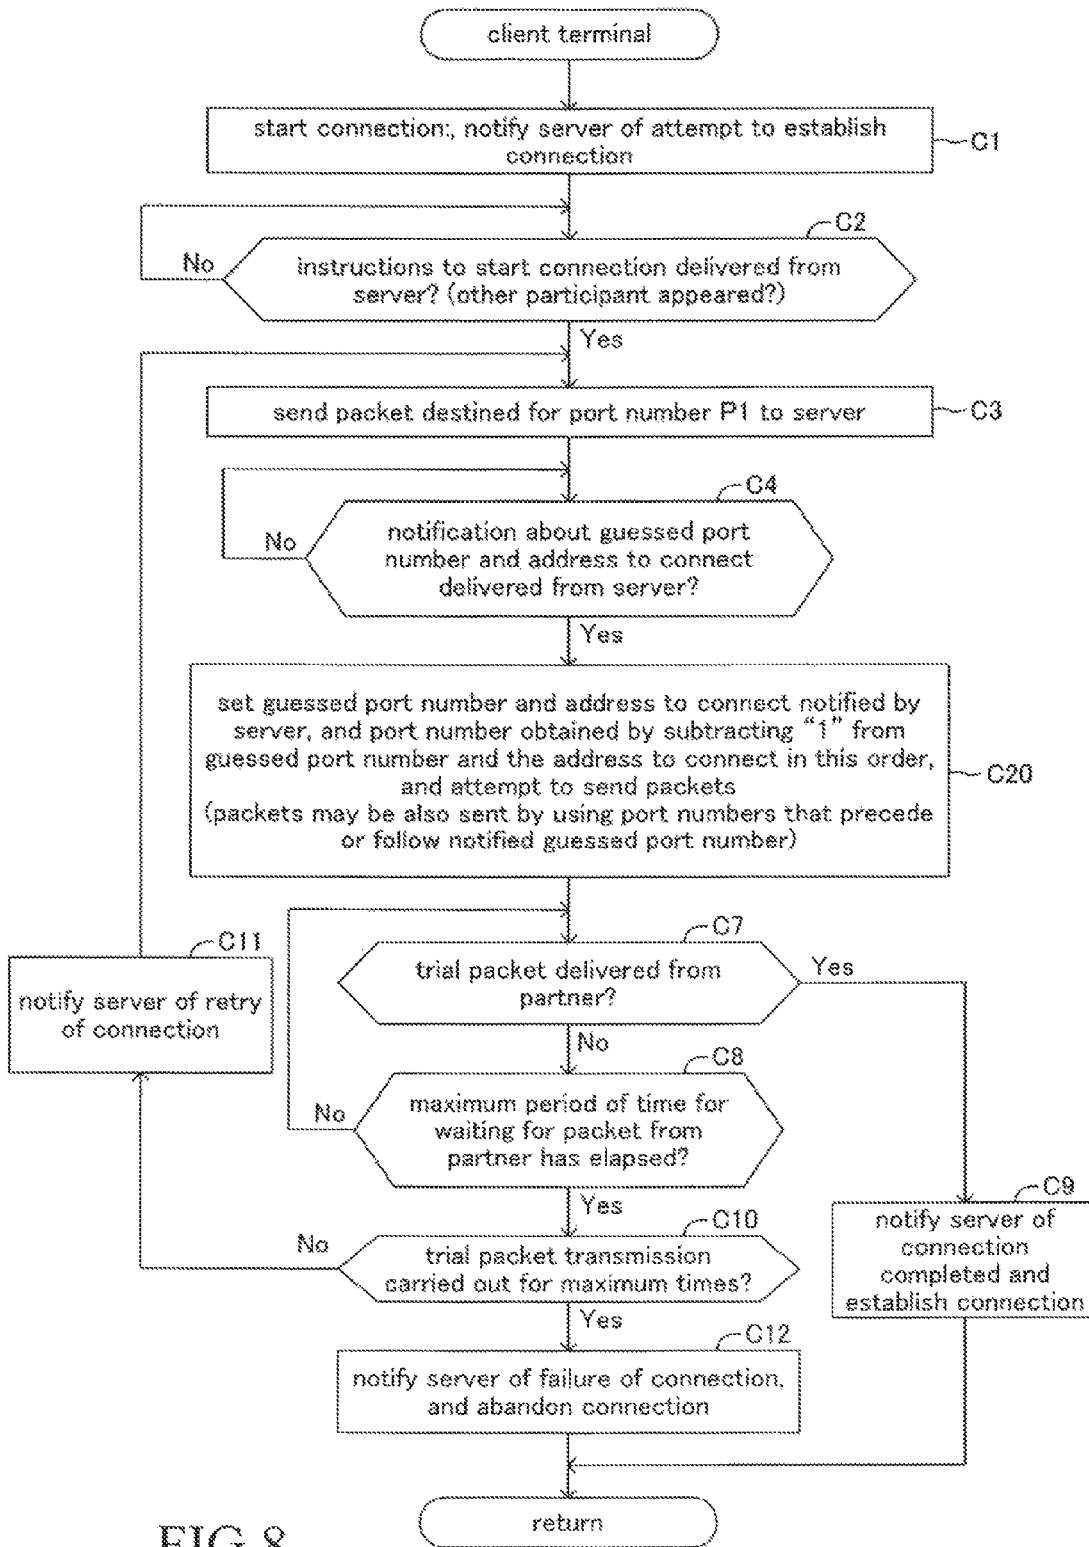 client terminal
start connection:, notify server of attempt to establish
connection
C1
C2
No
instructions to start connection delivered from
server? (other participant appeared?)
Yes
send packet destined for port number P1 to server
C3
C4
No
notification about guessed port
number and address to connect
delivered from server?
Yes
set guessed port number and address to connect notified by
server, and port number obtained by subtracting "1" from
guessed port number and the address to connect in this order,
and attempt to send packets
(packets may be also sent by using port numbers that precede
or follow notified guessed port number)
C20
C7
trial packet delivered from
partner?
Yes
No
C11
notify server of retry
of connection
C8
No
maximum period of time for
waiting for packet from
partner has elapsed?
Yes
C9
notify server of
connection
completed and
establish connection
C10
No
trial packet transmission
carried out for maximum times?
Yes
C12
notify server of failure of connection,
and abandon connection
return
FIG.8